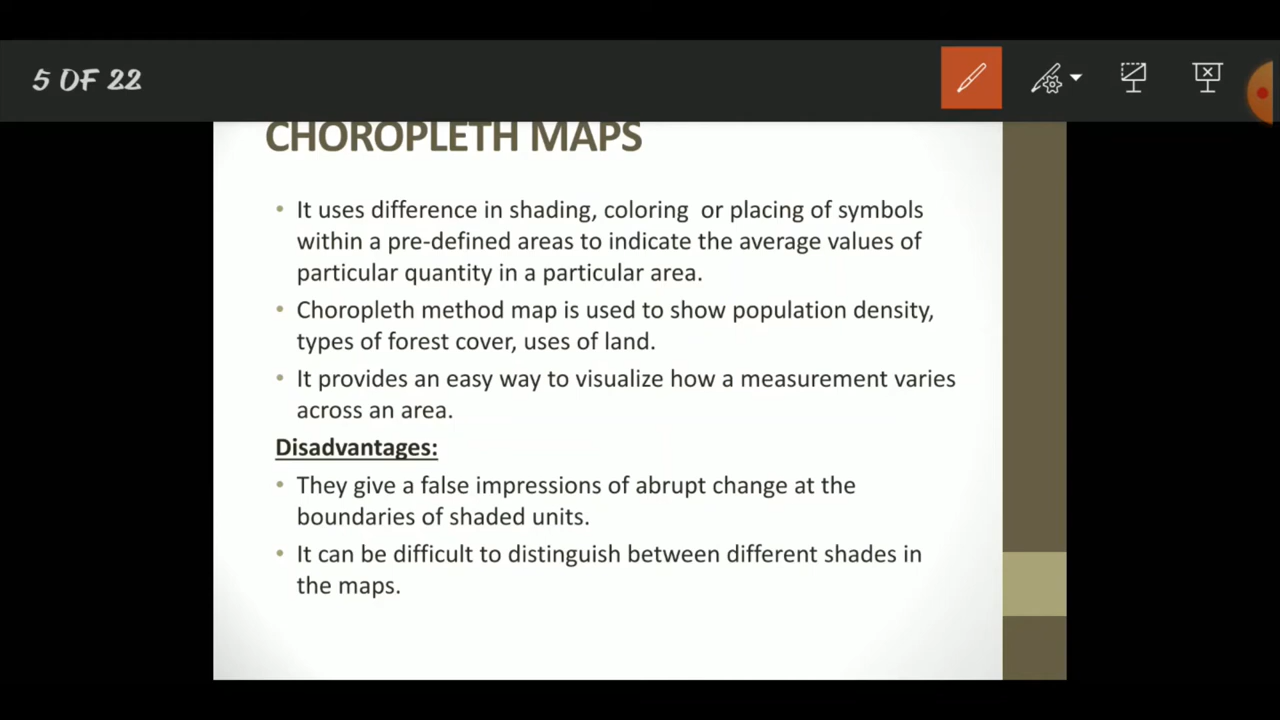 5 OF 22
CHOROPLETH MAPS
• It uses difference in shading, coloring or placing of symbols
within a pre-defined areas to indicate the average values of
particular quantity in a particular area.
• Choropleth method map is used to show population density,
types of forest cover, uses of land.
• It provides an easy way to visualize how a measurement varies
across an area.
Disadvantages:
• They give a false impressions of abrupt change at the
boundaries of shaded units.
• It can be difficult to distinguish between different shades in
the maps.